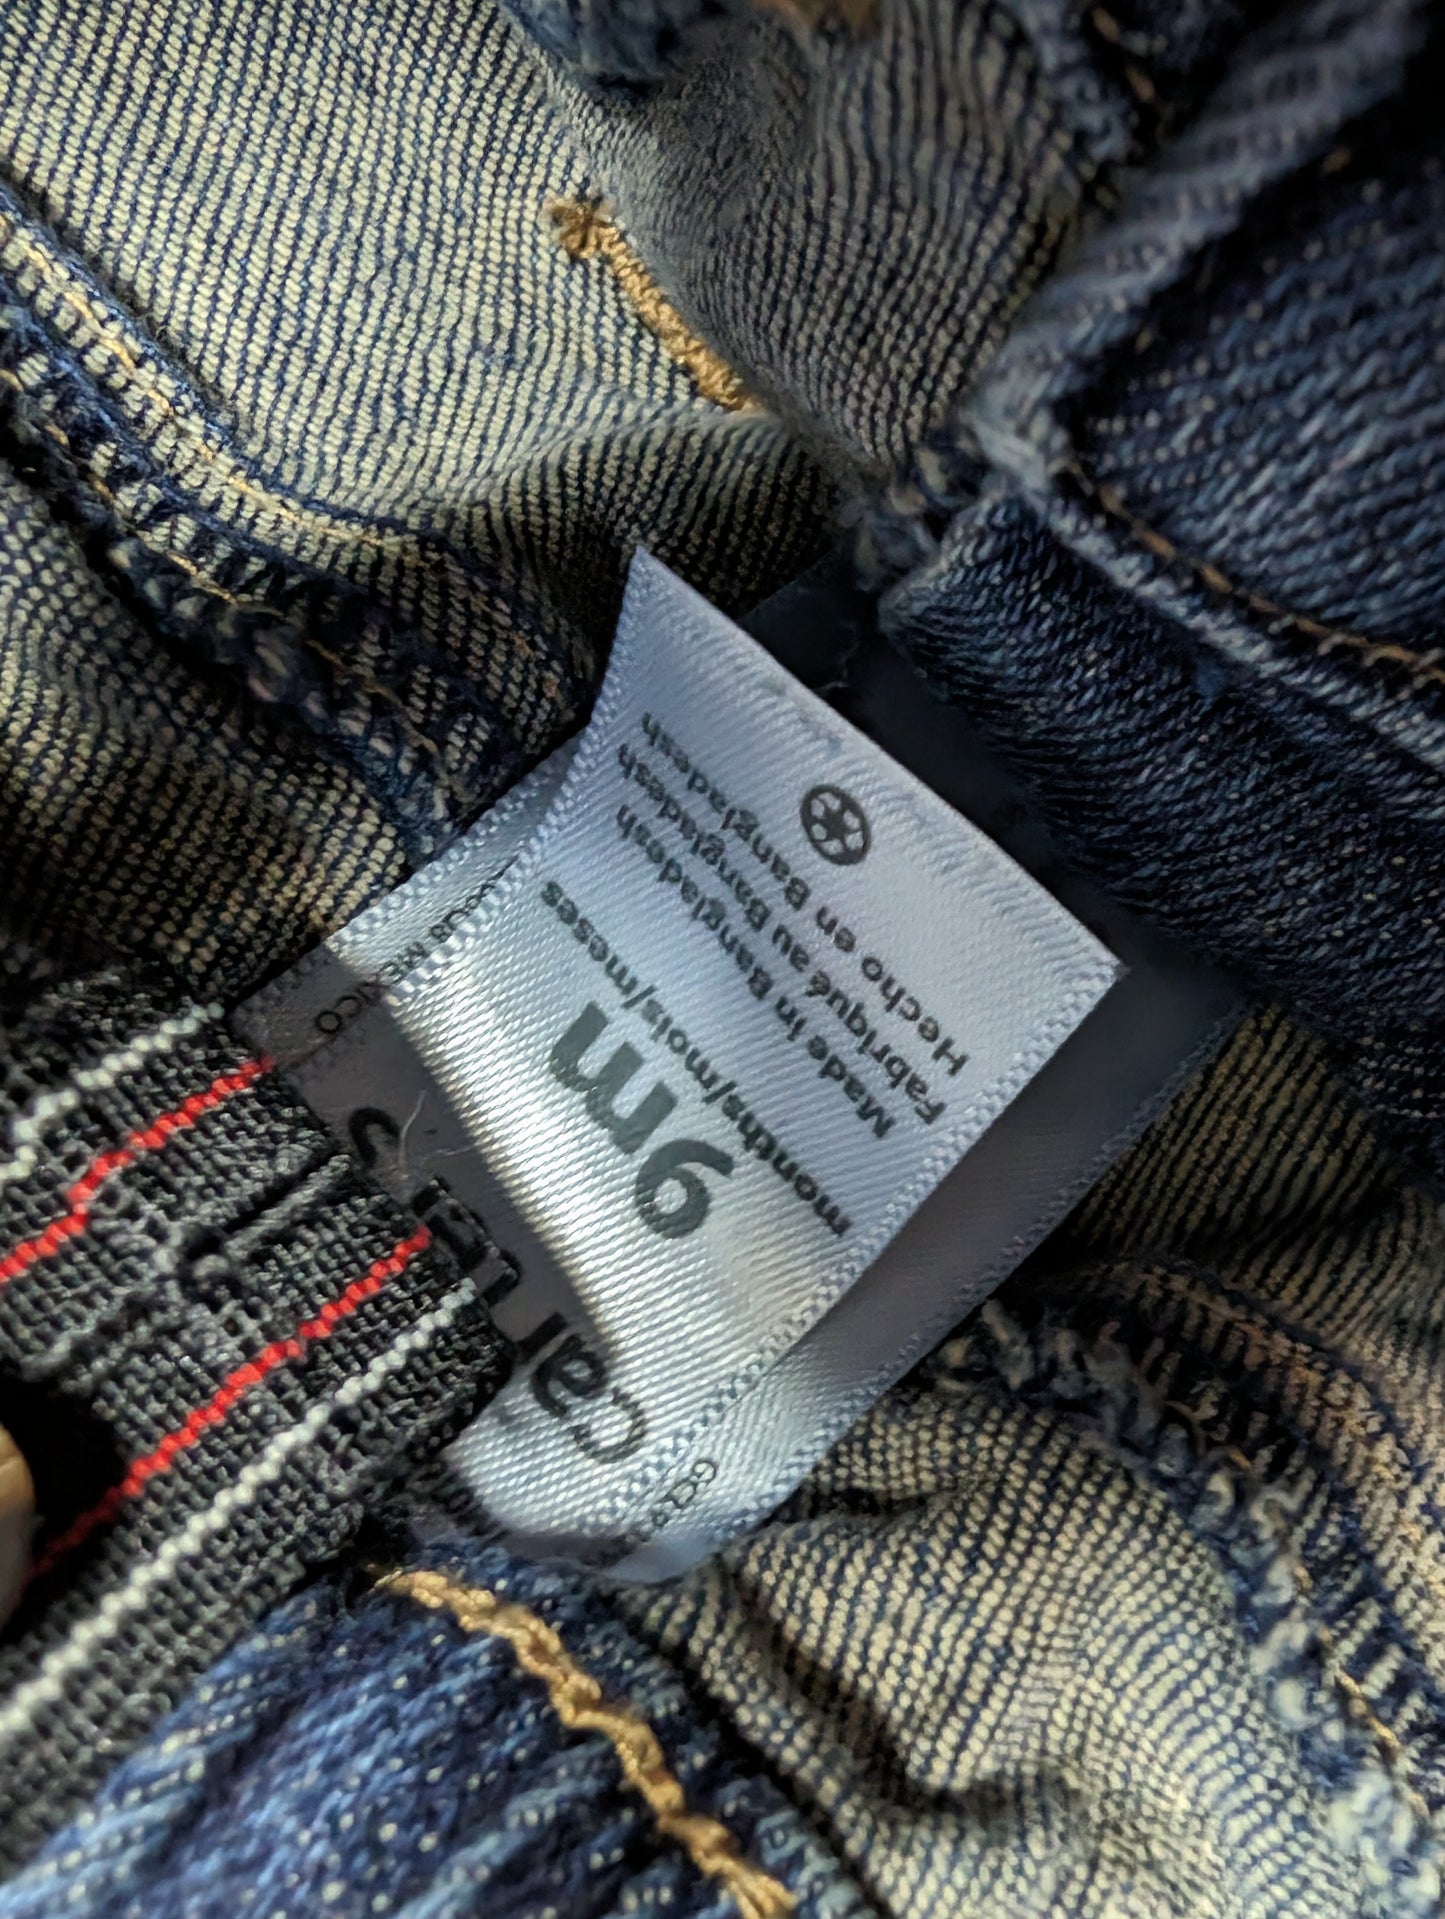 9m
months/mois/meses
Made in Bangladesh
Fabriqué au Bangladesh
Hecho en Bangladesh